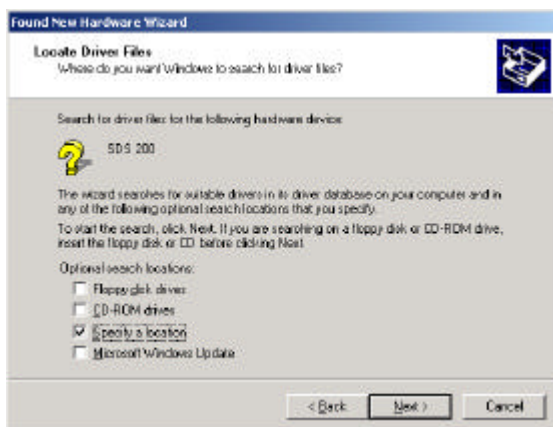 Found New Hardware Wizard
Locate Driver Files
Where do you want Windows to search for driver files?
Search for driver files for the following hardware device:
SDS 200
The wizard searches for suitable drivers in its driver database on your computer and in
any of the following optional search locations that you specify.
To start the search, click Next. If you are searching on a floppy disk or CD-ROM drive,
insert the floppy disk or CD before clicking Next.
Optional search locations:
Floppy disk drives
CD-ROM drives
Specify a location
Microsoft Windows Update
< Back
Next >
Cancel